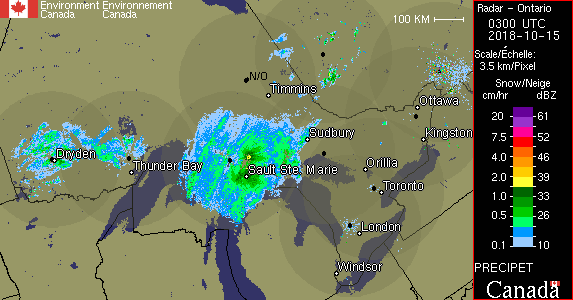 Environment Environnement
Canada Canada
100 KM
N/O
Timmins
Ottawa
Sudbury
Kingston
Dryden
Thunder Bay
Sault Ste. Marie
Orillia
Toronto
London
Windsor
Radar - Ontario
0300 UTC
2018-10-15
Scale/Échelle:
3.5 km/Pixel
Snow/Neige
cm/hr dBZ
20 61
7.5 52
4.0 46
2.0 39
1.0 33
0.5 26
0.1 10
PRECIPET
Canada